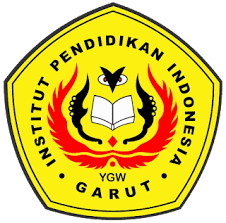 · INSTITUT PENDIDIKAN INDONESIA ·
YGW
GARUT